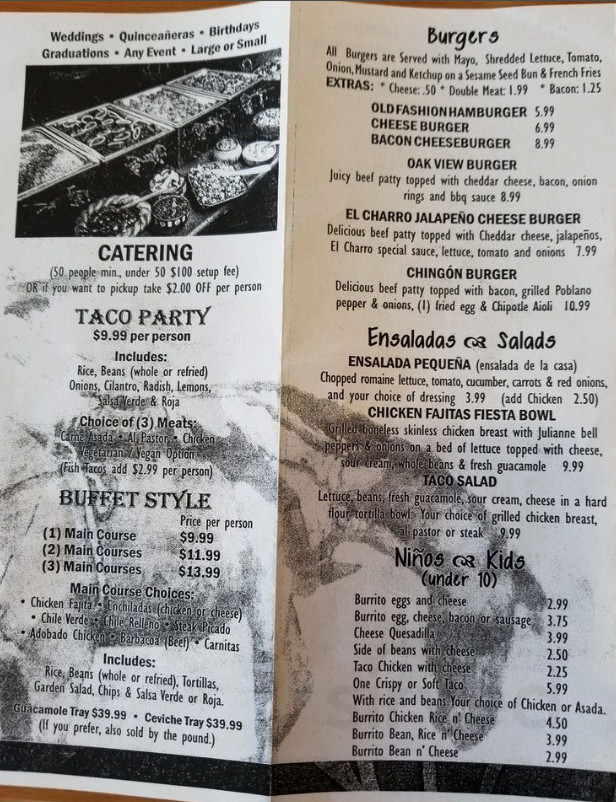 Weddings • Quinceañeras • Birthdays
Graduations • Any Event • Large or Small
CATERING
(50 people min., under 50 $100 setup fee)
OR if you want to pickup take $2.00 OFF per person
TACO PARTY
$9.99 per person
Includes:
Rice, Beans (whole or refried)
Onions, Cilantro, Radish, Lemons,
Salsa Verde & Roja
Choice of (3) Meats:
Carne Asada • Al Pastor • Chicken
Vegetarian / Vegan Option
(Fish Tacos add $2.99 per person)
BUFFET STYLE
Price per person
(1) Main Course $9.99
(2) Main Courses $11.99
(3) Main Courses $13.99
Main Course Choices:
• Chicken Fajita • Enchiladas (chicken or cheese)
• Chile Verde • Chile Relleno • Steak Picado
• Adobado Chicken • Barbacoa (Beef) • Carnitas
Includes:
Rice, Beans (whole or refried), Tortillas,
Garden Salad, Chips & Salsa Verde or Roja.
Guacamole Tray $39.99 • Ceviche Tray $39.99
(If you prefer, also sold by the pound.)
Burgers
All Burgers are Served with Mayo, Shredded Lettuce, Tomato,
Onion, Mustard and Ketchup on a Sesame Seed Bun & French Fries
EXTRAS: * Cheese: .50 * Double Meat: 1.99 * Bacon: 1.25
OLD FASHION HAMBURGER 5.99
CHEESE BURGER 6.99
BACON CHEESEBURGER 8.99
OAK VIEW BURGER
Juicy beef patty topped with cheddar cheese, bacon, onion
rings and bbq sauce 8.99
EL CHARRO JALAPEÑO CHEESE BURGER
Delicious beef patty topped with Cheddar cheese, jalapeños,
El Charro special sauce, lettuce, tomato and onions 7.99
CHINGÓN BURGER
Delicious beef patty topped with bacon, grilled Poblano
pepper & onions, (1) fried egg & Chipotle Aioli 10.99
Ensaladas Salads
ENSALADA PEQUEÑA (ensalada de la casa)
Chopped romaine lettuce, tomato, cucumber, carrots & red onions,
and your choice of dressing 3.99 (add Chicken 2.50)
CHICKEN FAJITAS FIESTA BOWL
Grilled boneless skinless chicken breast with Julianne bell
peppers & onions on a bed of lettuce topped with cheese,
sour cream, whole beans & fresh guacamole 9.99
TACO SALAD
Lettuce, beans, fresh guacamole, sour cream, cheese in a hard
flour tortilla bowl. Your choice of grilled chicken breast,
al pastor or steak 9.99
Niños Kids
(under 10)
Burrito eggs and cheese 2.99
Burrito egg, cheese, bacon or sausage 3.75
Cheese Quesadilla 3.99
Side of beans with cheese 2.50
Taco Chicken with cheese 2.25
One Crispy or Soft Taco 5.99
With rice and beans. Your choice of Chicken or Asada.
Burrito Chicken Rice n' Cheese 4.50
Burrito Bean, Rice n' Cheese 3.99
Burrito Bean n' Cheese 2.99